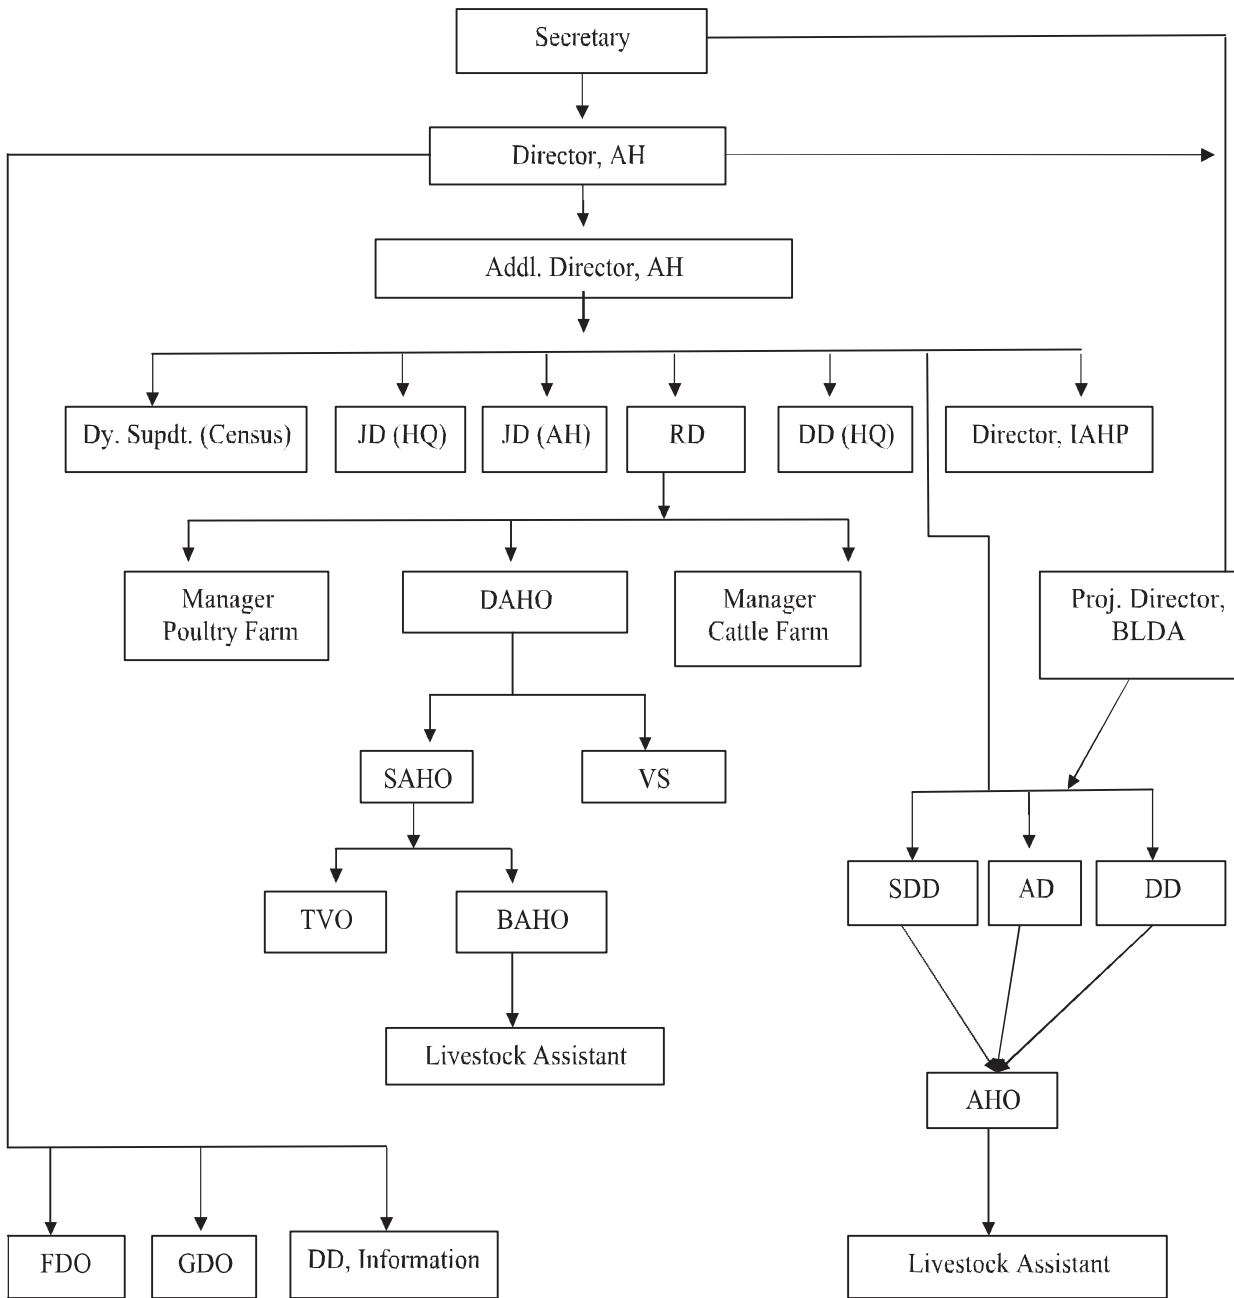 Secretary
Director, AH
Addl. Director, AH
Dy. Supdt. (Census)
JD (HQ)
JD (AH)
RD
DD (HQ)
Director, IAHP
Manager
Poultry Farm
DAHO
Manager
Cattle Farm
Proj. Director,
BLDA
SAHO
VS
SDD
AD
DD
TVO
BAHO
Livestock Assistant
AHO
FDO
GDO
DD, Information
Livestock Assistant